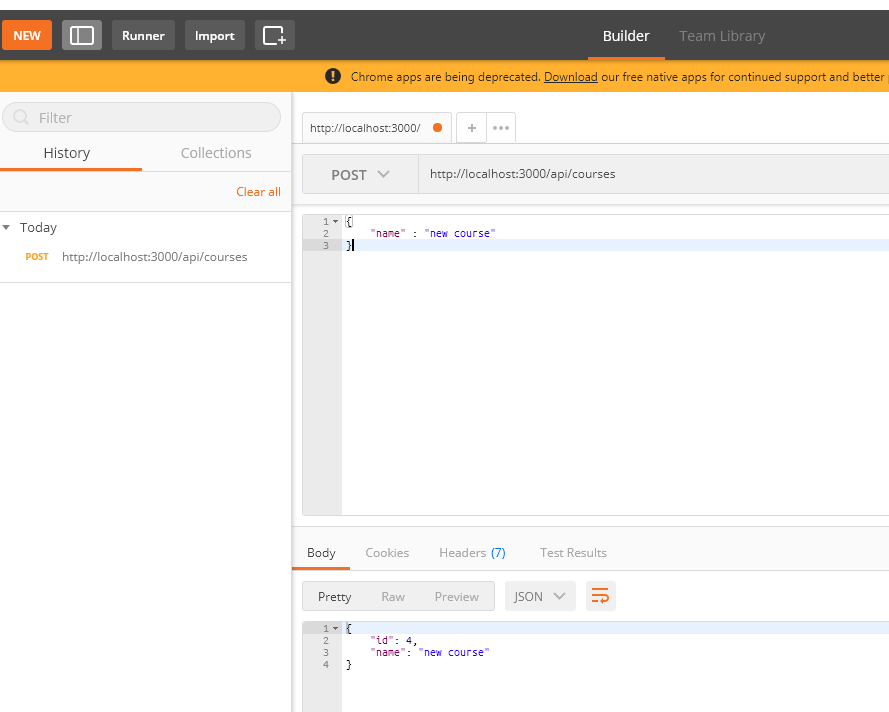 NEW Runner Import Builder Team Library
! Chrome apps are being deprecated. Download our free native apps for continued support and better
Filter
History Collections
Clear all
Today
POST http://localhost:3000/api/courses
http://localhost:3000/ + •••
POST http://localhost:3000/api/courses
1 {
2 "name" : "new course"
3 }
Body Cookies Headers (7) Test Results
Pretty Raw Preview JSON
1 {
2 "id": 4,
3 "name": "new course"
4 }